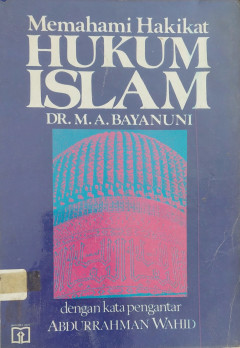 Memahami Hakikat
HUKUM
ISLAM
DR. M. A. BAYANUNI
dengan kata pengantar
ABDURRAHMAN WAHID